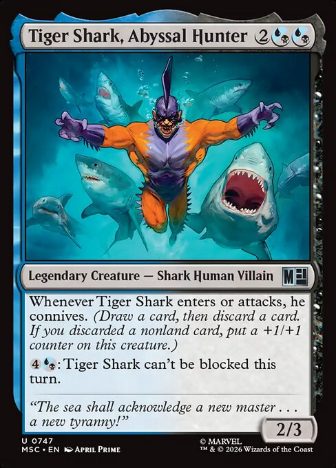 Tiger Shark, Abyssal Hunter 2
Legendary Creature — Shark Human Villain
Whenever Tiger Shark enters or attacks, he
connives. (Draw a card, then discard a card.
If you discarded a nonland card, put a +1/+1
counter on this creature.)
4: Tiger Shark can't be blocked this
turn.
"The sea shall acknowledge a new master . . .
a new tyranny!"
2/3
U 0747
MSC • EN April Prime
© MARVEL
™ & © 2026 Wizards of the Coast